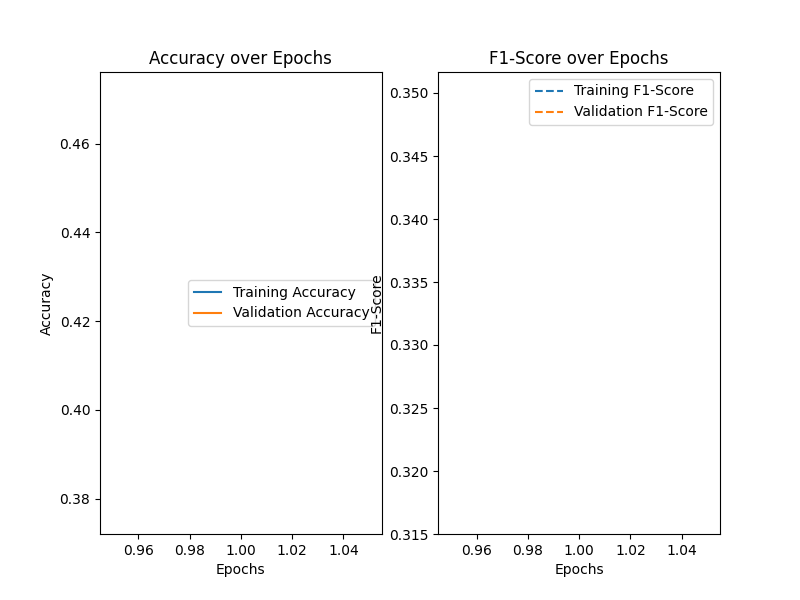 Accuracy over Epochs
Accuracy
0.46
0.44
0.42
0.40
0.38
Training Accuracy
Validation Accuracy
0.96 0.98 1.00 1.02 1.04
Epochs
F1-Score over Epochs
F1-Score
0.350
0.345
0.340
0.335
0.330
0.325
0.320
0.315
Training F1-Score
Validation F1-Score
0.96 0.98 1.00 1.02 1.04
Epochs